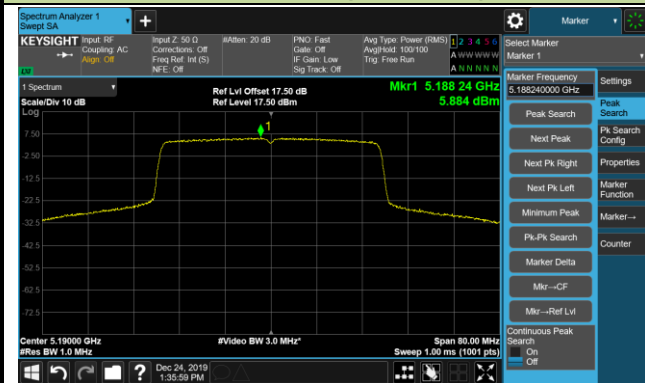 Spectrum Analyzer 1
Swept SA
+
Marker
KEYSIGHT
Input: RF
Coupling: AC
Align: Off
Input Z: 50 Ω
Corrections: Off
Freq Ref: Int (S)
NFE: Off
#Atten: 20 dB
PNO: Fast
Gate: Off
IF Gain: Low
Sig Track: Off
Avg Type: Power (RMS)
Avg|Hold: 100/100
Trig: Free Run
1 2 3 4 5 6
A W W W W W
A N N N N N
Select Marker
Marker 1
1 Spectrum
Scale/Div 10 dB
Log
Ref Lvl Offset 17.50 dB
Ref Level 17.50 dBm
Mkr1 5.188 24 GHz
5.884 dBm
1
7.50
-2.50
-12.5
-22.5
-32.5
-42.5
-52.5
-62.5
-72.5
Center 5.19000 GHz
#Res BW 1.0 MHz
#Video BW 3.0 MHz*
Span 80.00 MHz
Sweep 1.00 ms (1001 pts)
Marker Frequency
5.188240000 GHz
Peak Search
Next Peak
Next Pk Right
Next Pk Left
Minimum Peak
Pk-Pk Search
Marker Delta
Mkr→CF
Mkr→Ref Lvl
Continuous Peak
Search
On
Off
Settings
Peak
Search
Pk Search
Config
Properties
Marker
Function
Marker→
Counter
?
Dec 24, 2019
1:35:59 PM